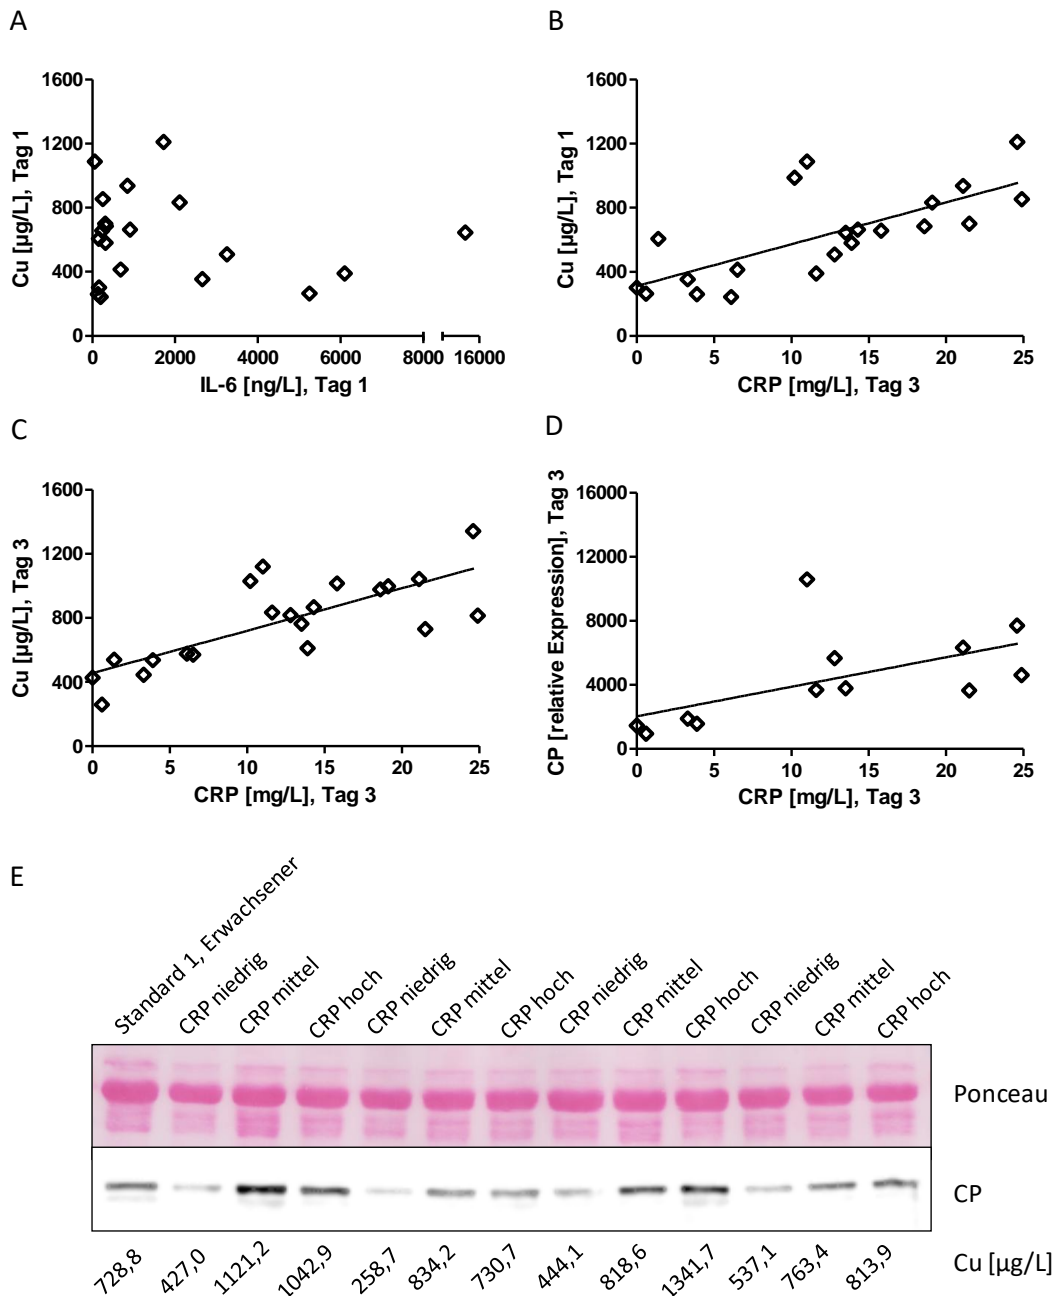 A
B
1600
1200
800
400
0
Cu [µg/L], Tag 1
0 2000 4000 6000 8000 16000
IL-6 [ng/L], Tag 1
1600
1200
800
400
0
Cu [µg/L], Tag 1
0 5 10 15 20 25
CRP [mg/L], Tag 3
C
D
1600
1200
800
400
0
Cu [µg/L], Tag 3
0 5 10 15 20 25
CRP [mg/L], Tag 3
16000
12000
8000
4000
0
CP [relative Expression], Tag 3
0 5 10 15 20 25
CRP [mg/L], Tag 3
E
Standard 1, Erwachsener
CRP niedrig
CRP mittel
CRP hoch
CRP niedrig
CRP mittel
CRP hoch
CRP niedrig
CRP mittel
CRP hoch
CRP niedrig
CRP mittel
CRP hoch
Ponceau
CP
728,8
427,0
1121,2
1042,9
258,7
834,2
730,7
444,1
818,6
1341,7
537,1
763,4
813,9
Cu [µg/L]